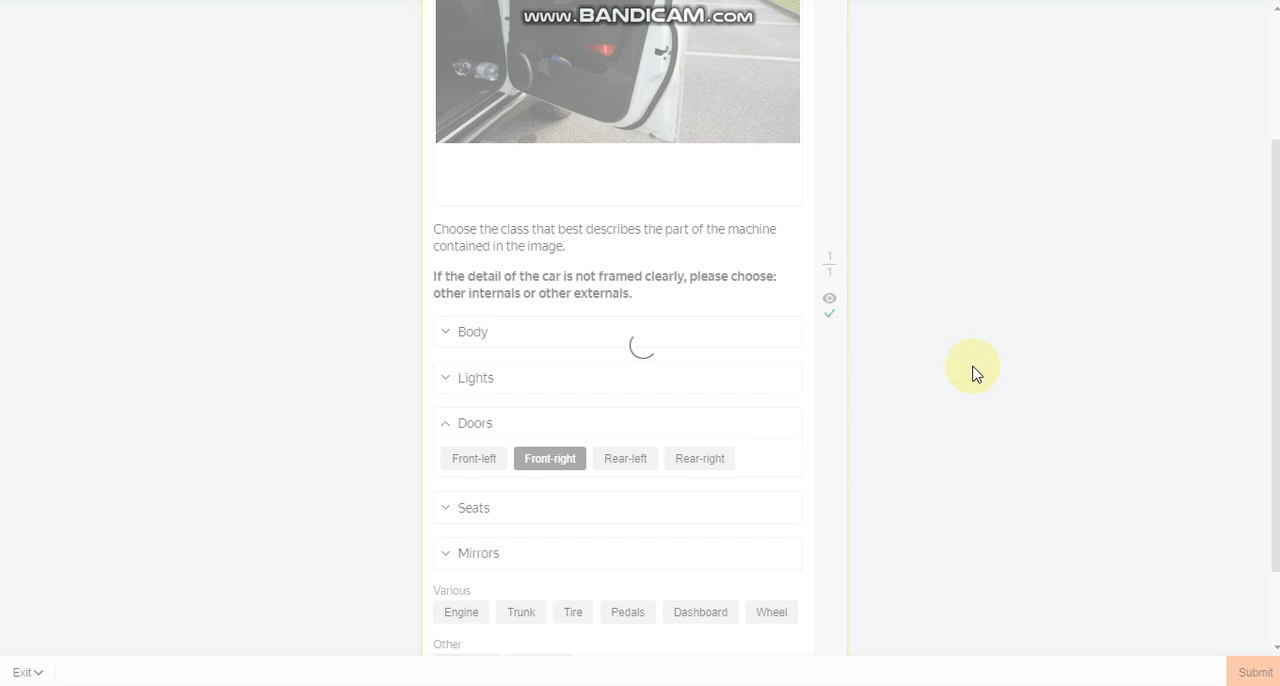 www.BANDICAM.COM
Choose the class that best describes the part of the machine
contained in the image.
If the detail of the car is not framed clearly, please choose:
other internals or other externals.
1
1
Body
Lights
Doors
Front-left Front-right Rear-left Rear-right
Seats
Mirrors
Various
Engine Trunk Tire Pedals Dashboard Wheel
Other
Exit Submit